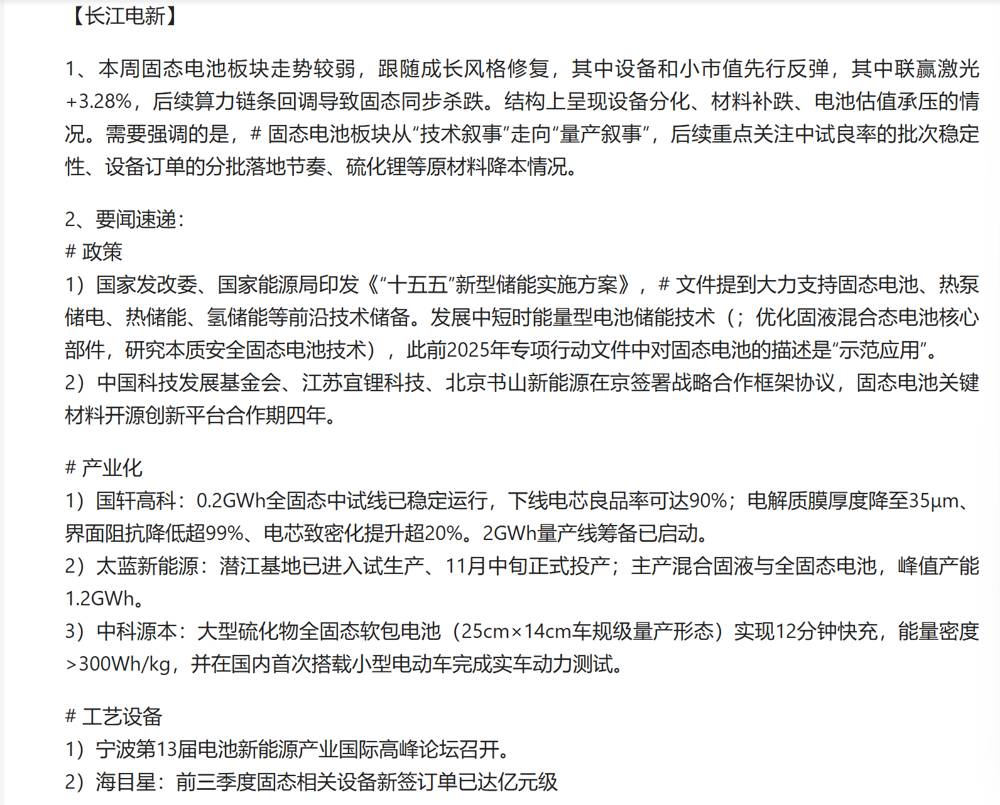 【长江电新】
1、本周固态电池板块走势较弱，跟随成长风格修复，其中设备和小市值先行反弹，其中联赢激光
+3.28%，后续算力链条回调导致固态同步杀跌。结构上呈现设备分化、材料补跌、电池估值承压的情
况。需要强调的是，# 固态电池板块从“技术叙事”走向“量产叙事”，后续重点关注中试良率的批次稳定
性、设备订单的分批落地节奏、硫化锂等原材料降本情况。
2、要闻速递：
# 政策
1）国家发改委、国家能源局印发《“十五五”新型储能实施方案》，# 文件提到大力支持固态电池、热泵
储电、热储能、氢储能等前沿技术储备。发展中短时能量型电池储能技术（；优化固液混合态电池核心
部件，研究本质安全固态电池技术），此前2025年专项行动文件中对固态电池的描述是“示范应用”。
2）中国科技发展基金会、江苏宜锂科技、北京书山新能源在京签署战略合作框架协议，固态电池关键
材料开源创新平台合作期四年。
# 产业化
1）国轩高科：0.2GWh全固态中试线已稳定运行，下线电芯良品率可达90%；电解质膜厚度降至35μm、
界面阻抗降低超99%、电芯致密化提升超20%。2GWh量产线筹备已启动。
2）太蓝新能源：潜江基地已进入试生产、11月中旬正式投产；主产混合固液与全固态电池，峰值产能
1.2GWh。
3）中科源本：大型硫化物全固态软包电池（25cm×14cm车规级量产形态）实现12分钟快充，能量密度
>300Wh/kg，并在国内首次搭载小型电动车完成实车动力测试。
# 工艺设备
1）宁波第13届电池新能源产业国际高峰论坛召开。
2）海目星：前三季度固态相关设备新签订单已达亿元级